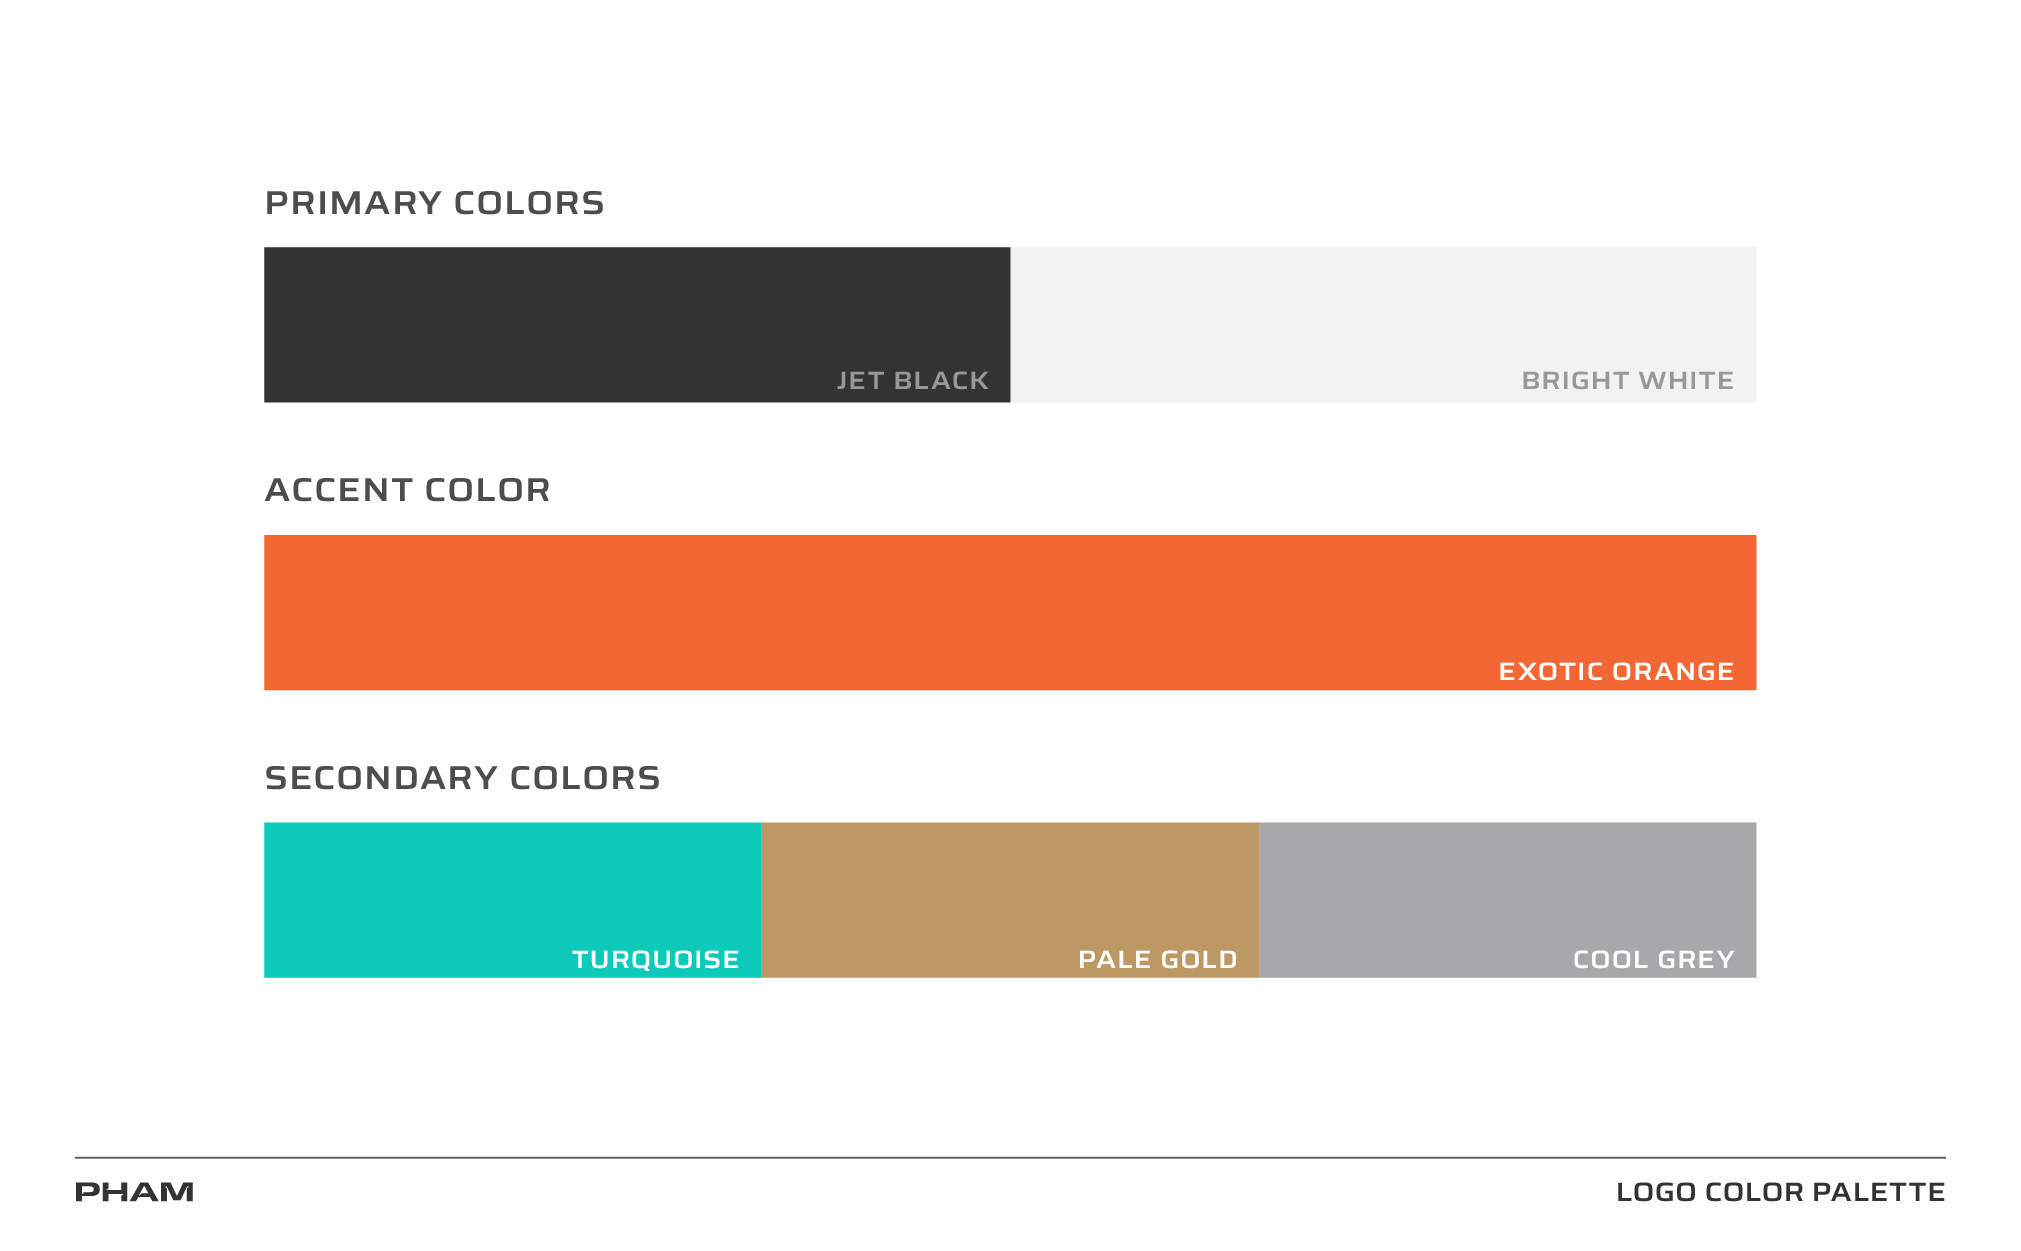 PRIMARY COLORS
JET BLACK
BRIGHT WHITE
ACCENT COLOR
EXOTIC ORANGE
SECONDARY COLORS
TURQUOISE
PALE GOLD
COOL GREY
PHAM
LOGO COLOR PALETTE